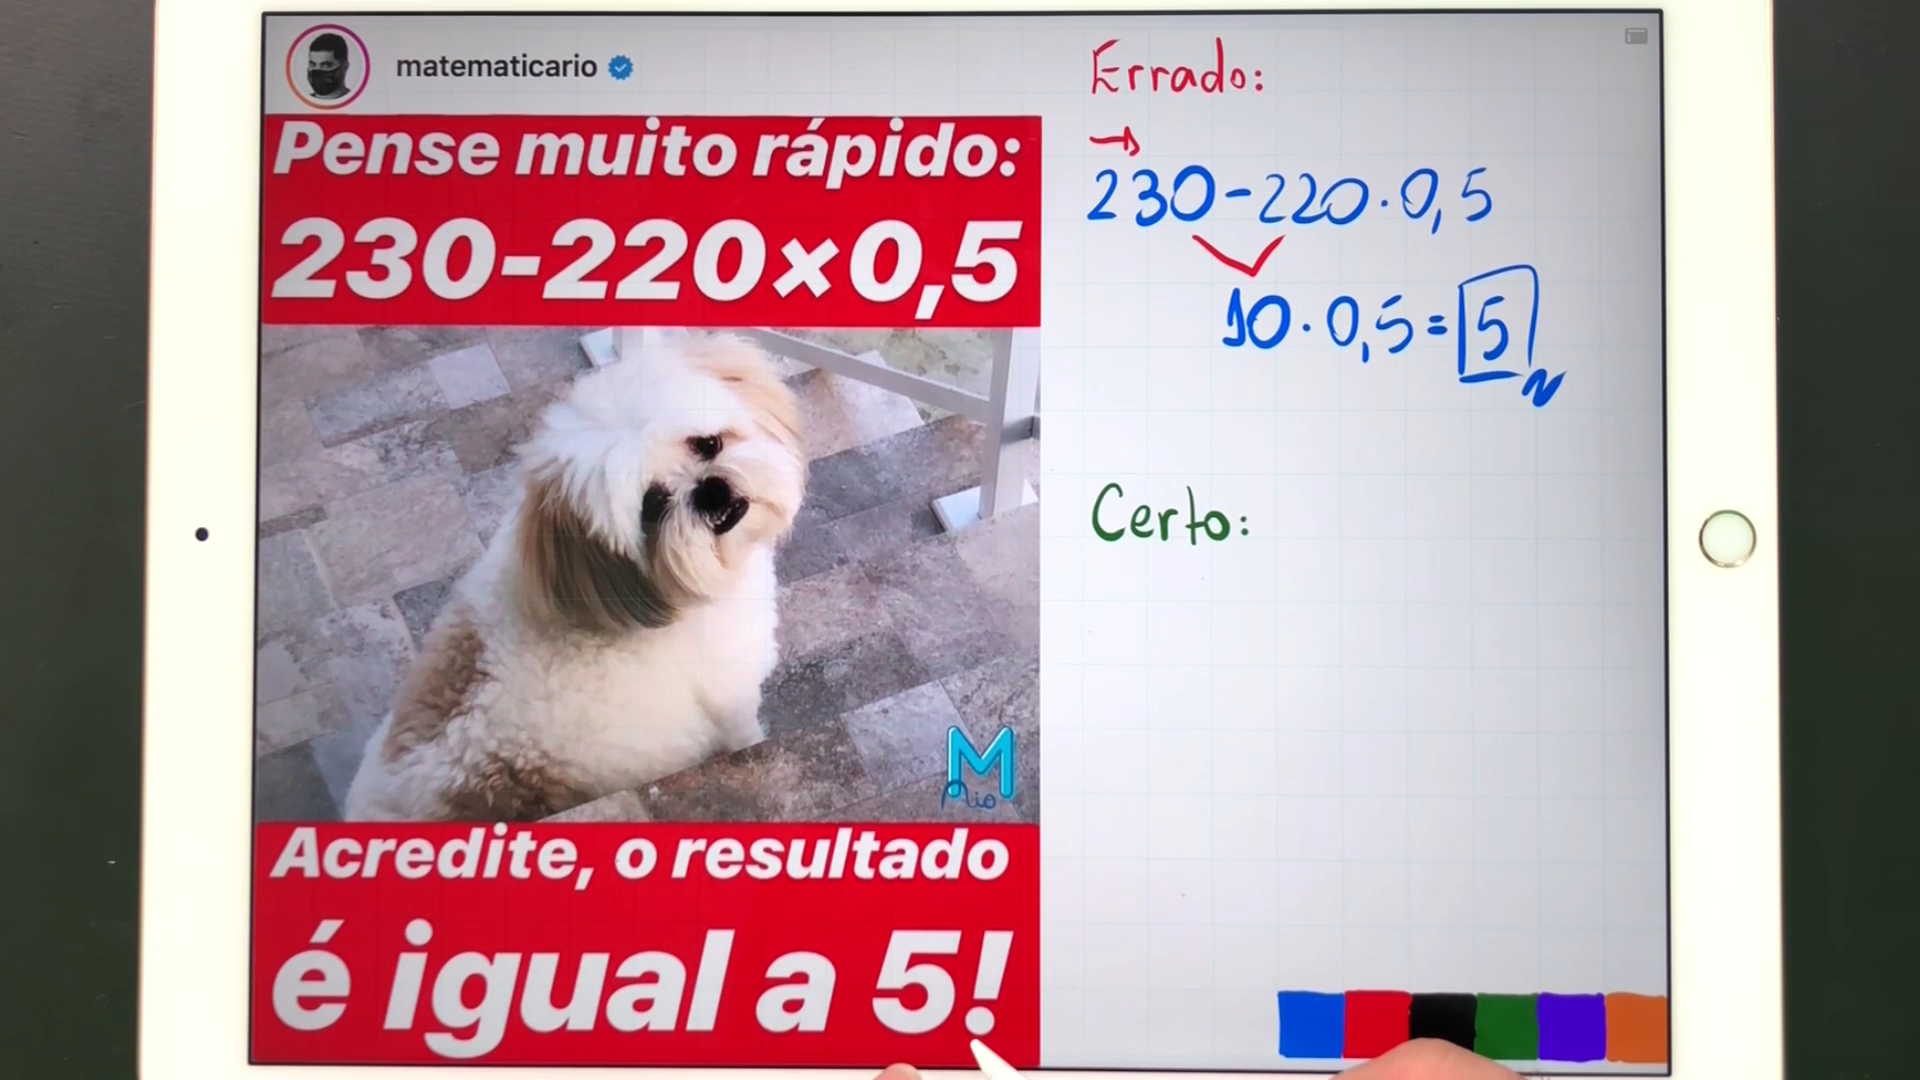 matematicario
Pense muito rápido:
230-220×0,5
M
Mio
Acredite, o resultado
é igual a 5!
Errado:
230-220·0,5
10·0,5=5
Certo: